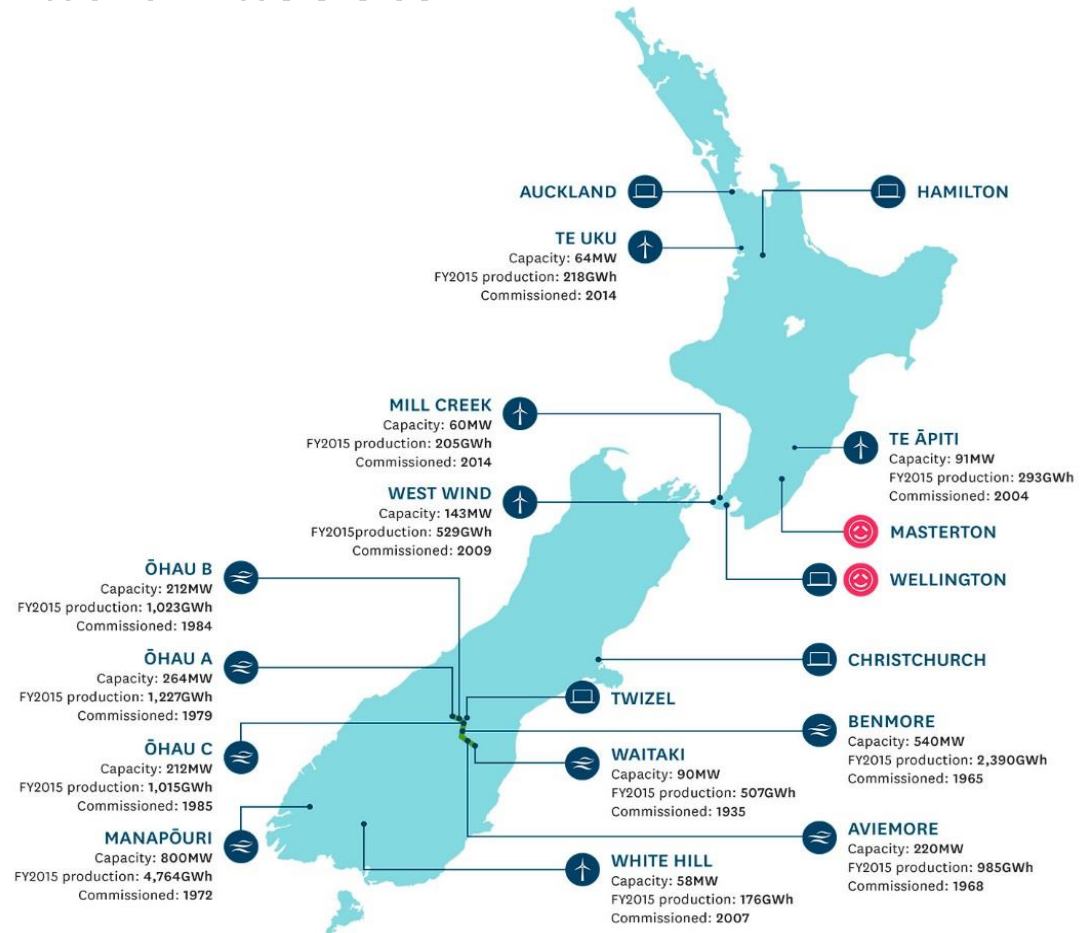 AUCKLAND
HAMILTON
TE UKU
Capacity: 64MW
FY2015 production: 218GWh
Commissioned: 2014
MILL CREEK
Capacity: 60MW
FY2015 production: 205GWh
Commissioned: 2014
WEST WIND
Capacity: 143MW
FY2015production: 529GWh
Commissioned: 2009
TE ĀPITI
Capacity: 91MW
FY2015 production: 293GWh
Commissioned: 2004
MASTERTON
WELLINGTON
ŌHAU B
Capacity: 212MW
FY2015 production: 1,023GWh
Commissioned: 1984
ŌHAU A
Capacity: 264MW
FY2015 production: 1,227GWh
Commissioned: 1979
ŌHAU C
Capacity: 212MW
FY2015 production: 1,015GWh
Commissioned: 1985
MANAPŌURI
Capacity: 800MW
FY2015 production: 4,764GWh
Commissioned: 1972
CHRISTCHURCH
TWIZEL
BENMORE
Capacity: 540MW
FY2015 production: 2,390GWh
Commissioned: 1965
WAITAKI
Capacity: 90MW
FY2015 production: 507GWh
Commissioned: 1935
AVIEMORE
Capacity: 220MW
FY2015 production: 985GWh
Commissioned: 1968
WHITE HILL
Capacity: 58MW
FY2015 production: 176GWh
Commissioned: 2007